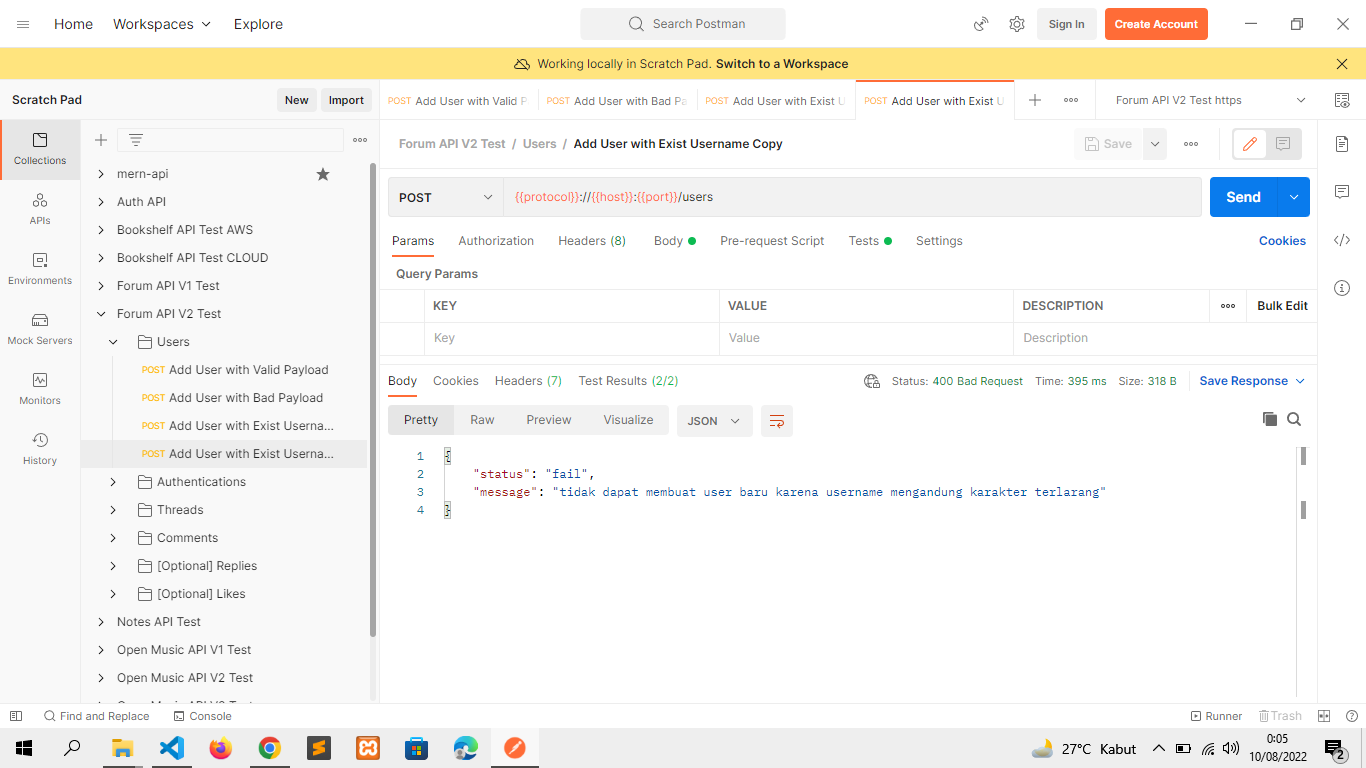 Home Workspaces Explore Search Postman Sign In Create Account
Working locally in Scratch Pad. Switch to a Workspace
Scratch Pad New Import
POST Add User with Valid P POST Add User with Bad Pa POST Add User with Exist U POST Add User with Exist U Forum API V2 Test https
Forum API V2 Test / Users / Add User with Exist Username Copy Save
POST {{protocol}}://{{host}}:{{port}}/users Send
Params Authorization Headers (8) Body Pre-request Script Tests Settings Cookies
Query Params
KEY VALUE DESCRIPTION Bulk Edit
Key Value Description
Body Cookies Headers (7) Test Results (2/2) Status: 400 Bad Request Time: 395 ms Size: 318 B Save Response
Pretty Raw Preview Visualize JSON
1 {
2 "status": "fail",
3 "message": "tidak dapat membuat user baru karena username mengandung karakter terlarang"
4 }
Collections
APIs
Environments
Mock Servers
Monitors
History
mern-api
Auth API
Bookshelf API Test AWS
Bookshelf API Test CLOUD
Forum API V1 Test
Forum API V2 Test
Users
POST Add User with Valid Payload
POST Add User with Bad Payload
POST Add User with Exist Userna...
POST Add User with Exist Userna...
Authentications
Threads
Comments
[Optional] Replies
[Optional] Likes
Notes API Test
Open Music API V1 Test
Open Music API V2 Test
Find and Replace Console Runner Trash
27°C Kabut
0:05
10/08/2022
2